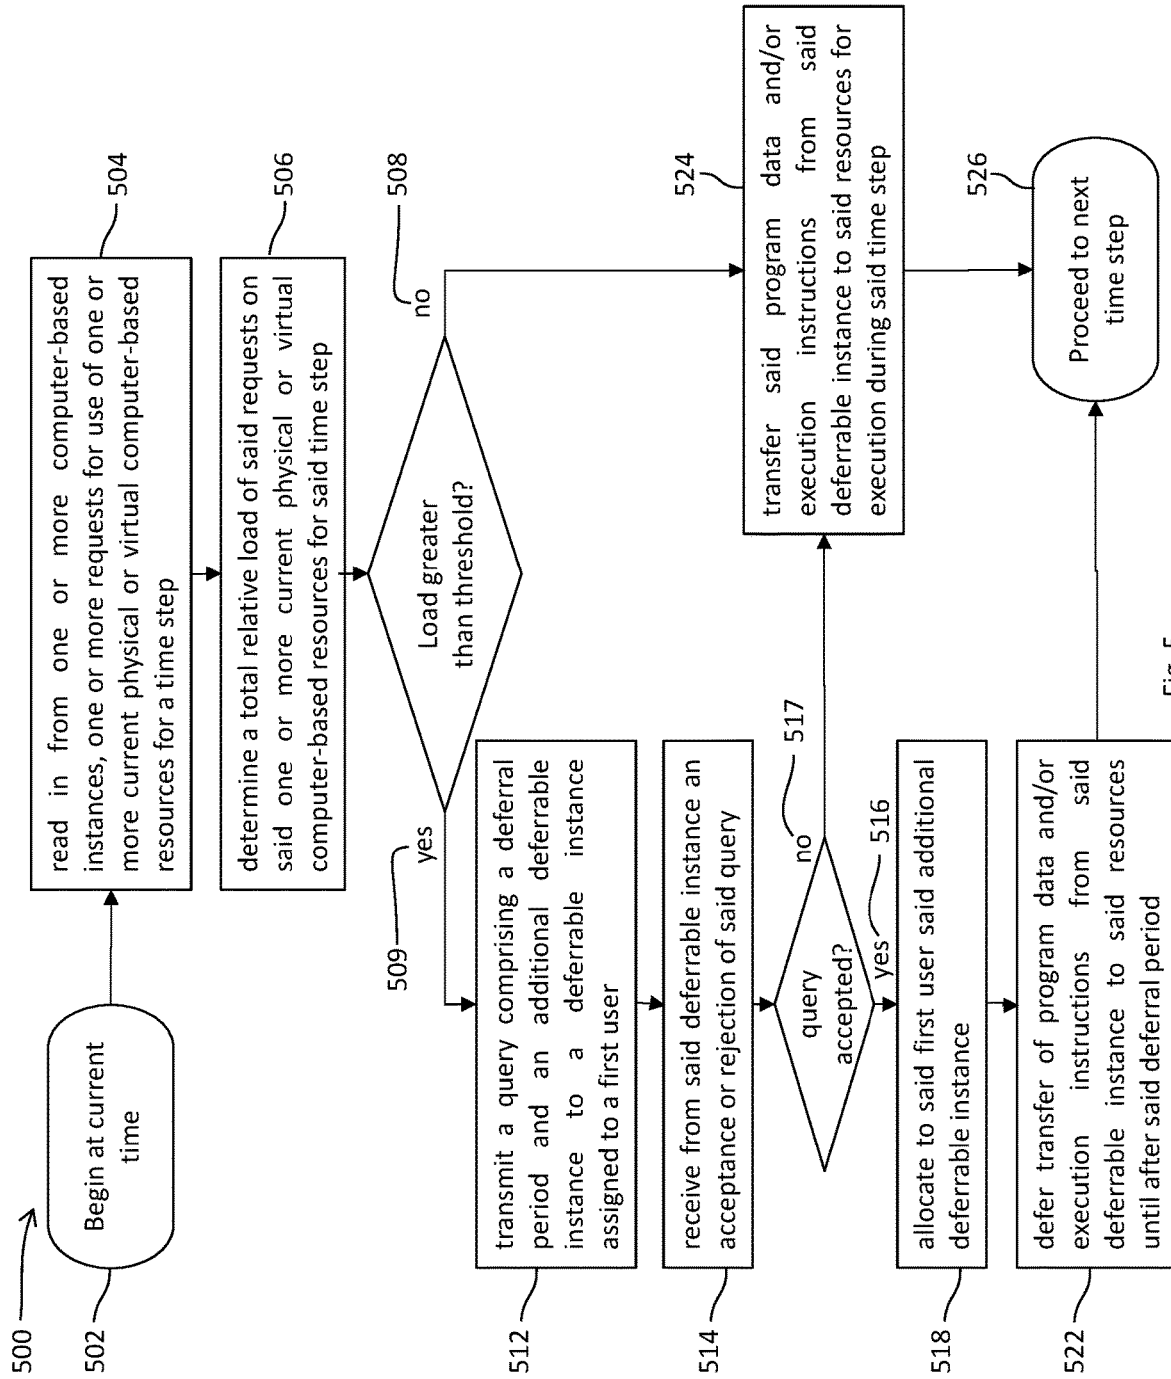 500
502
Begin at current
time
504
read in from one or more computer-based
instances, one or more requests for use of one or
more current physical or virtual computer-based
resources for a time step
506
determine a total relative load of said requests on
said one or more current physical or virtual
computer-based resources for said time step
Load greater
than threshold?
508
no
509
yes
512
transmit a query comprising a deferral
period and an additional deferrable
instance to a deferrable instance
assigned to a first user
514
receive from said deferrable instance an
acceptance or rejection of said query
query
accepted?
517
no
516
yes
518
allocate to said first user said additional
deferrable instance
522
defer transfer of program data and/or
execution instructions from said
deferrable instance to said resources
until after said deferral period
524
transfer said program data and/or
execution instructions from said
deferrable instance to said resources for
execution during said time step
526
Proceed to next
time step